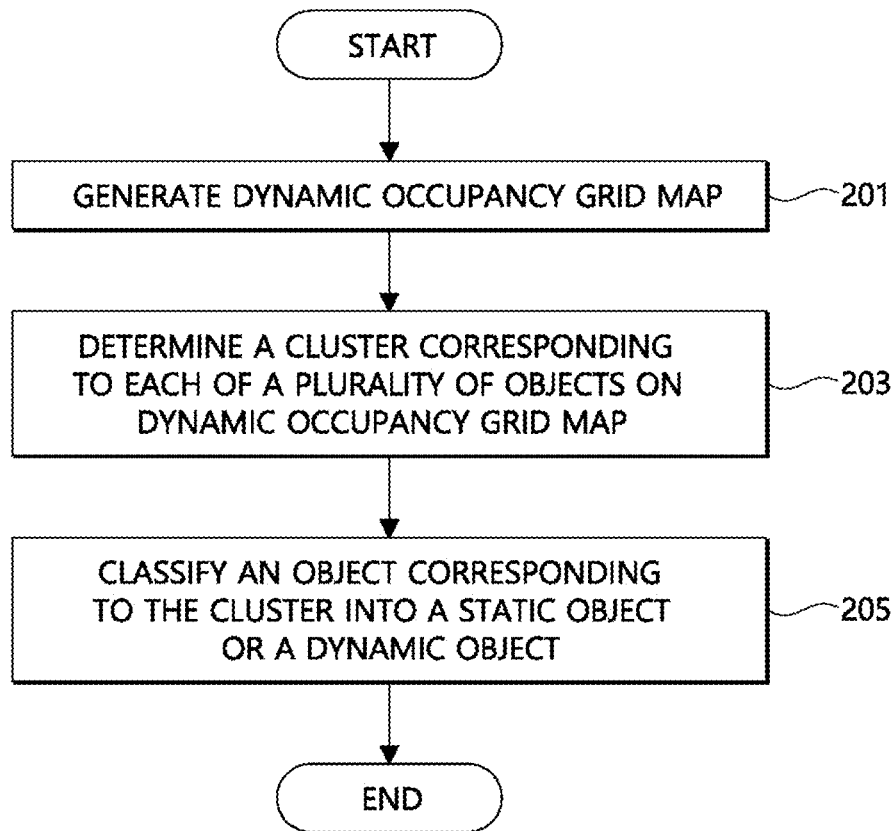 START
GENERATE DYNAMIC OCCUPANCY GRID MAP
201
DETERMINE A CLUSTER CORRESPONDING
TO EACH OF A PLURALITY OF OBJECTS ON
DYNAMIC OCCUPANCY GRID MAP
203
CLASSIFY AN OBJECT CORRESPONDING
TO THE CLUSTER INTO A STATIC OBJECT
OR A DYNAMIC OBJECT
205
END